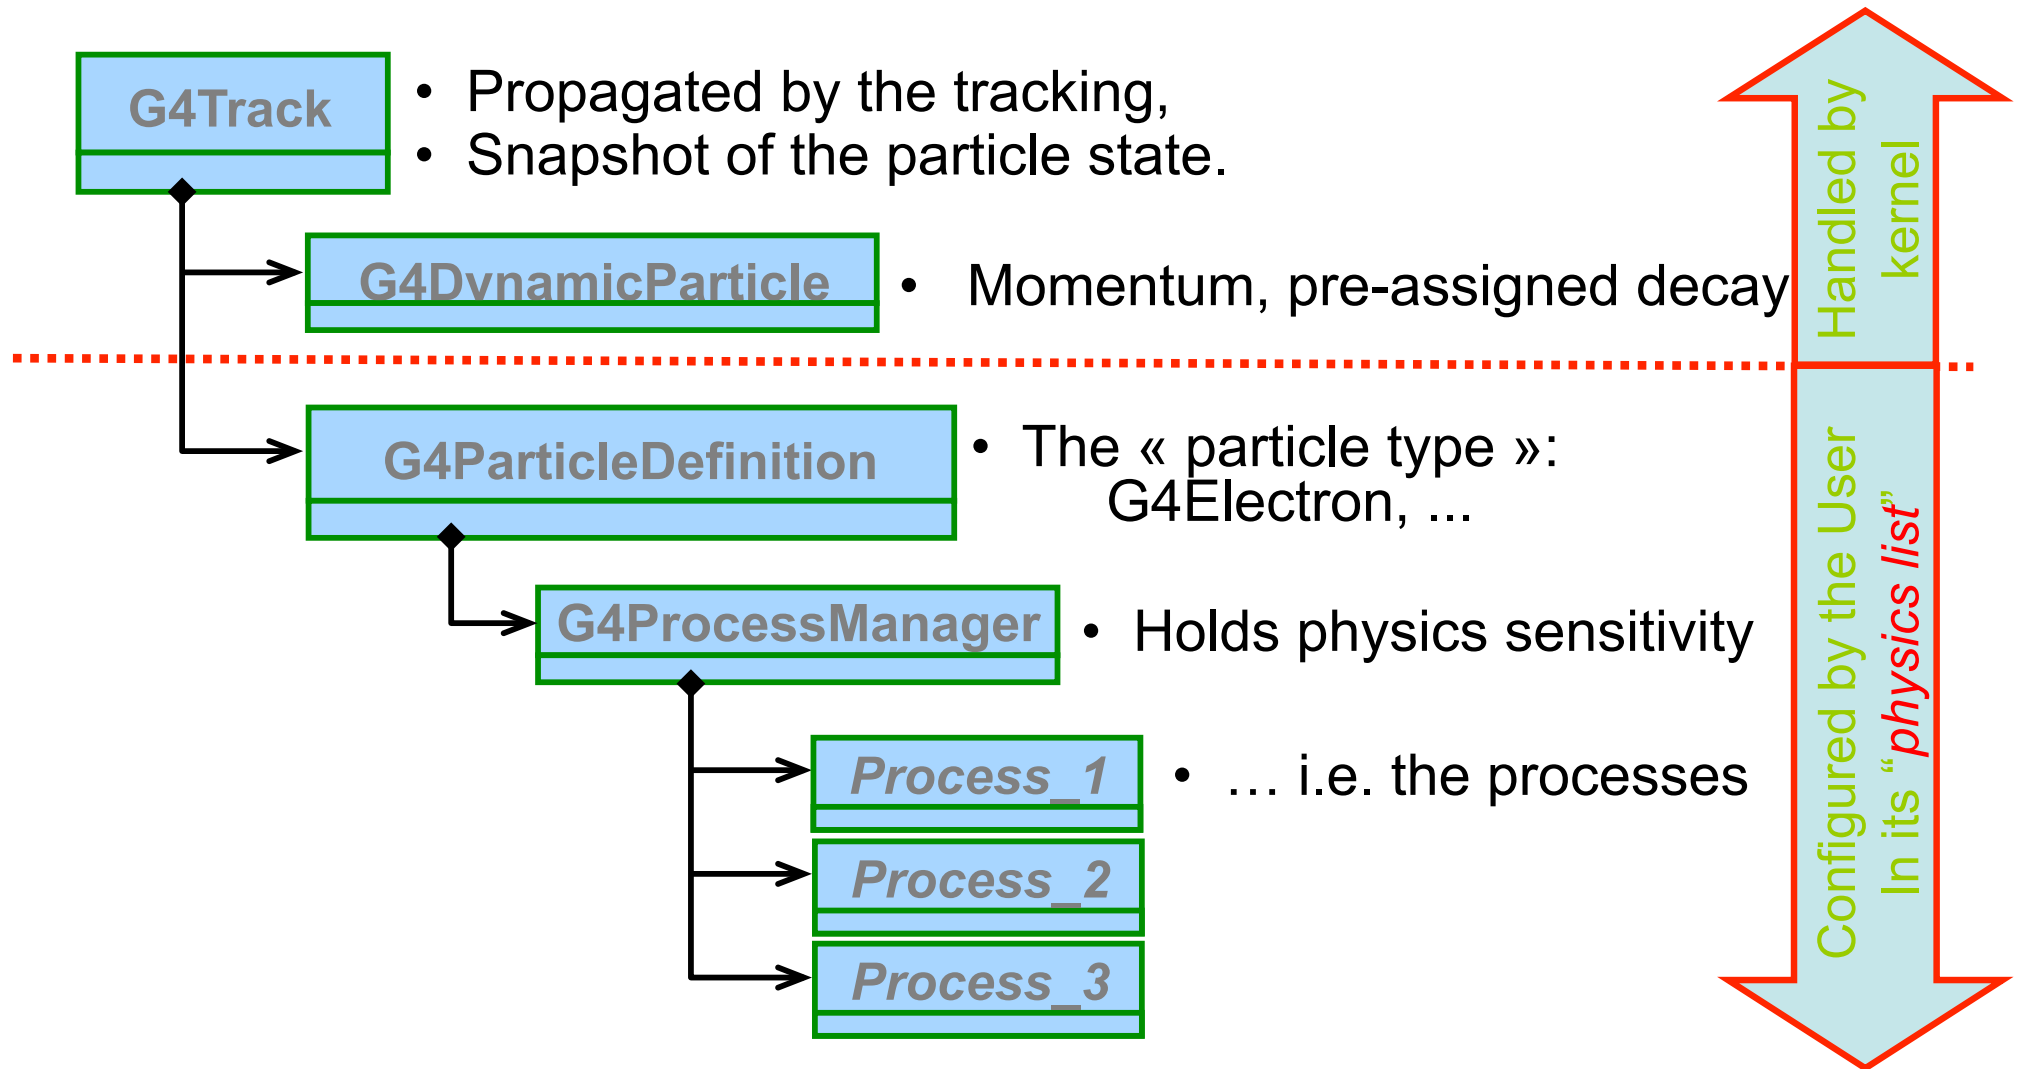 G4Track
• Propagated by the tracking,
• Snapshot of the particle state.
G4DynamicParticle
• Momentum, pre-assigned decay
G4ParticleDefinition
• The « particle type »:
G4Electron, ...
G4ProcessManager
• Holds physics sensitivity
Process_1
• … i.e. the processes
Process_2
Process_3
Handled by
kernel
Configured by the User
In its “physics list”